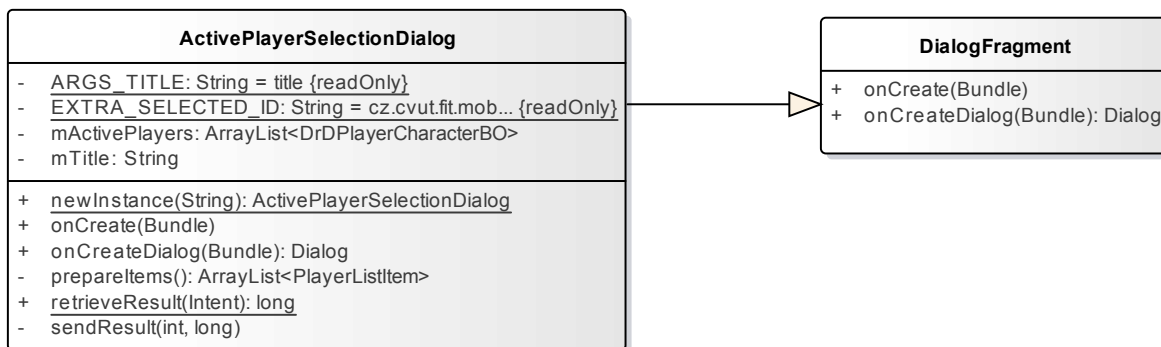 ActivePlayerSelectionDialog
- ARGS_TITLE: String = title {readOnly}
- EXTRA_SELECTED_ID: String = cz.cvut.fit.mob... {readOnly}
- mActivePlayers: ArrayList<DrDPlayerCharacterBO>
- mTitle: String
+ newInstance(String): ActivePlayerSelectionDialog
+ onCreate(Bundle)
+ onCreateDialog(Bundle): Dialog
- prepareItems(): ArrayList<PlayerListItem>
+ retrieveResult(Intent): long
- sendResult(int, long)
DialogFragment
+ onCreate(Bundle)
+ onCreateDialog(Bundle): Dialog